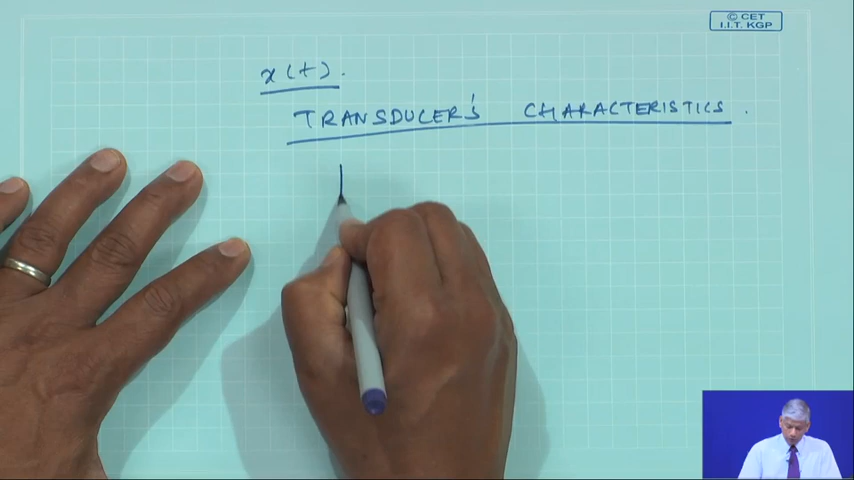 © CET
I.I.T. KGP
x(t).
TRANSDUCER'S CHARACTERISTICS.